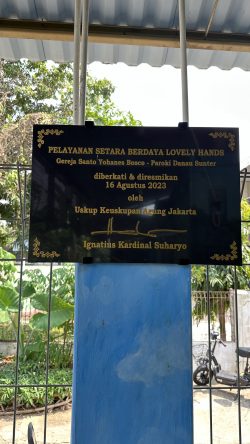 PELAYANAN SETARA BERDAYA LOVELY HANDS
Gereja Santo Yohanes Bosco - Paroki Danau Sunter
diberkati & diresmikan
16 Agustus 2023
oleh
Uskup Keuskupan Agung Jakarta
Ignatius Kardinal Suharyo